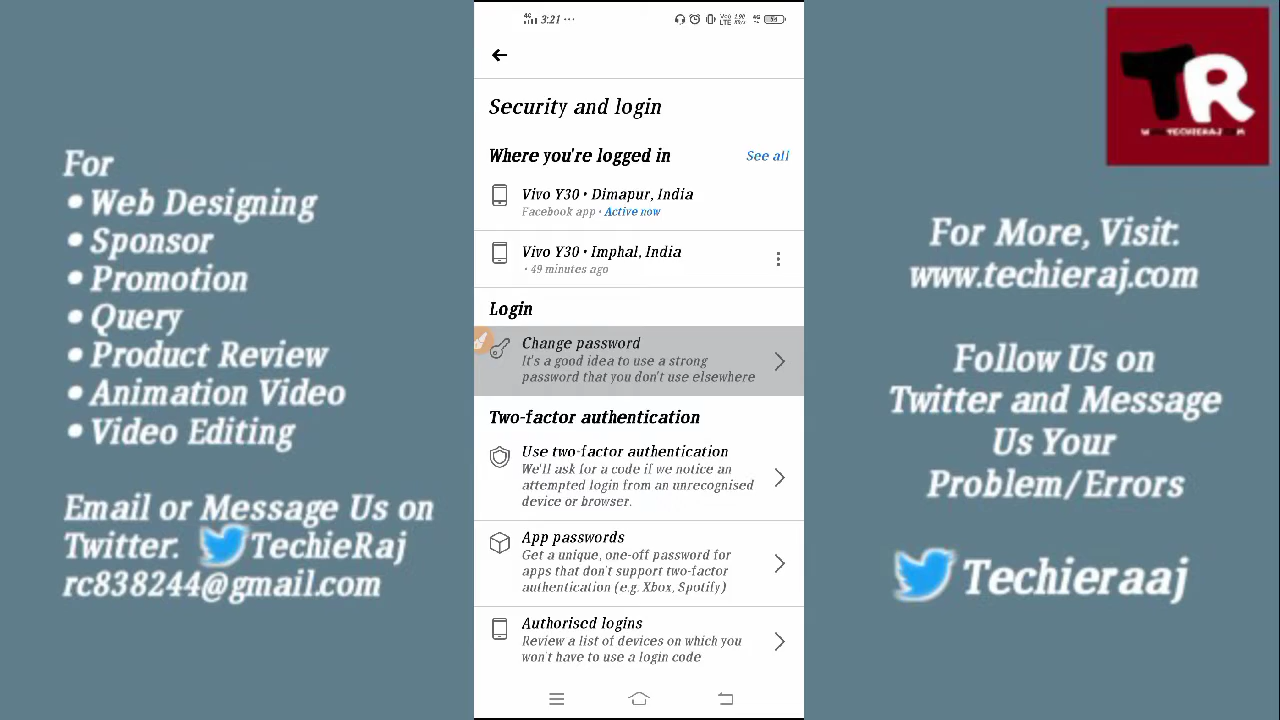 For
• Web Designing
• Sponsor
• Promotion
• Query
• Product Review
• Animation Video
• Video Editing
Email or Message Us on
Twitter. TechieRaj
rc838244@gmail.com
4G 3:21 ...
Security and login
Where you're logged in See all
Vivo Y30 • Dimapur, India
Facebook app • Active now
Vivo Y30 • Imphal, India
• 49 minutes ago
Login
Change password
It's a good idea to use a strong
password that you don't use elsewhere
Two-factor authentication
Use two-factor authentication
We'll ask for a code if we notice an
attempted login from an unrecognised
device or browser.
App passwords
Get a unique, one-off password for
apps that don't support two-factor
authentication (e.g. Xbox, Spotify)
Authorised logins
Review a list of devices on which you
won't have to use a login code
TR
For More, Visit:
www.techieraj.com
Follow Us on
Twitter and Message
Us Your
Problem/Errors
Techieraaj